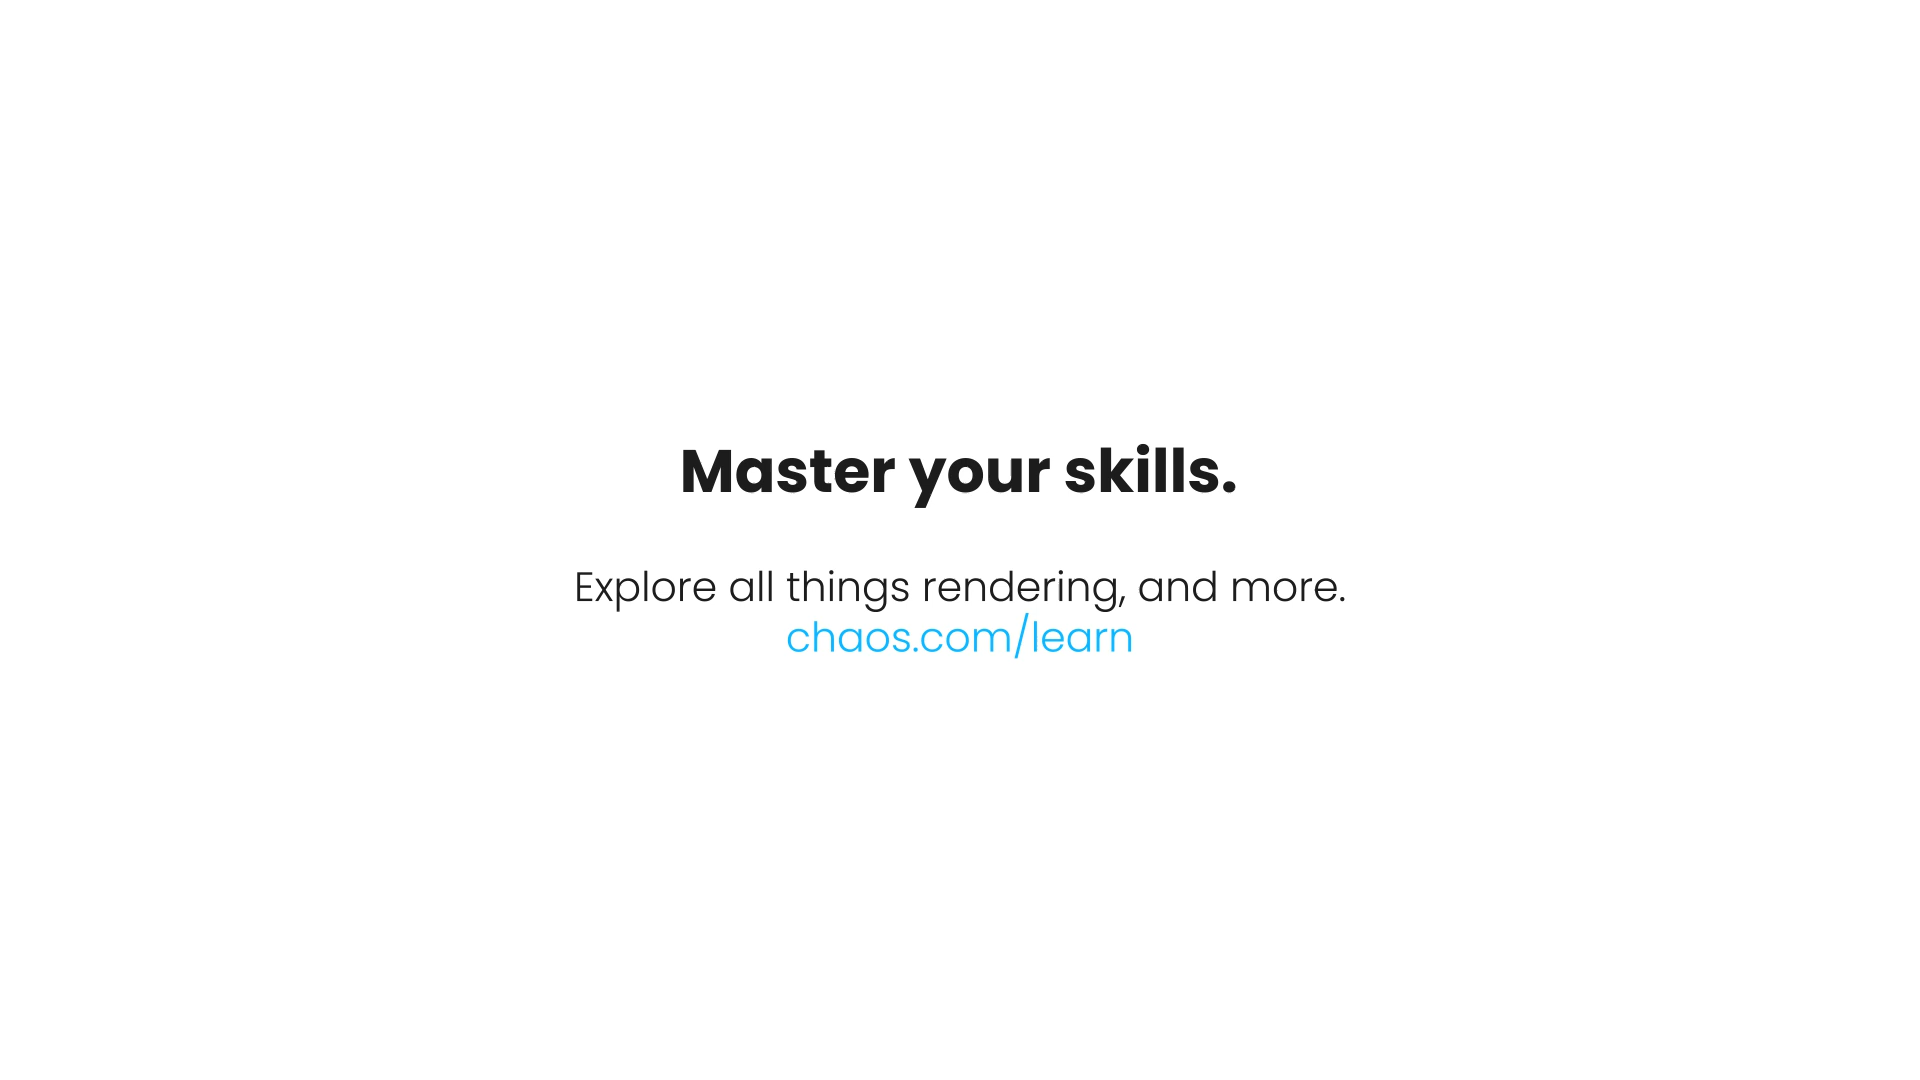 Master your skills.
Explore all things rendering, and more.
chaos.com/learn